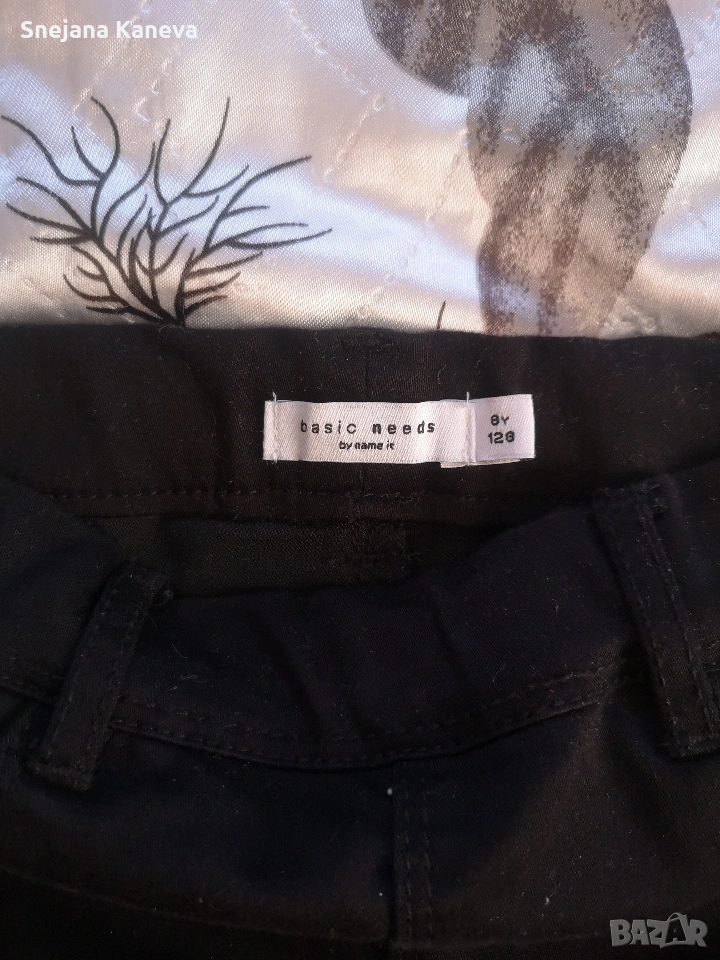 Snejana Kaneva
basic needs
by name it
8Y
128
BAZAR